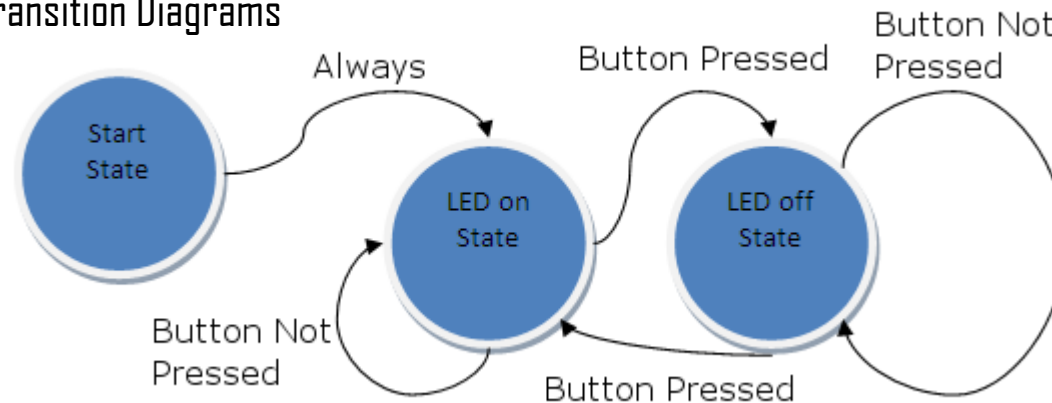 ransition Diagrams
Button Not
Pressed
Always
Button Pressed
Start
State
LED on
State
LED off
State
Button Not
Pressed
Button Pressed